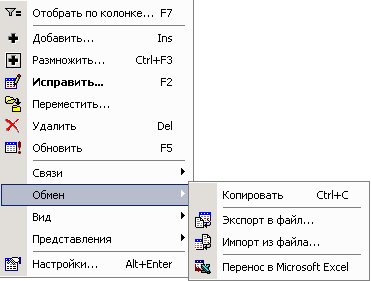 Отобрать по колонке... F7
Добавить... Ins
Размножить... Ctrl+F3
Исправить... F2
Переместить...
Удалить Del
Обновить F5
Связи
Обмен
Вид
Представления
Настройки... Alt+Enter
Копировать Ctrl+C
Экспорт в файл...
Импорт из файла...
Перенос в Microsoft Excel